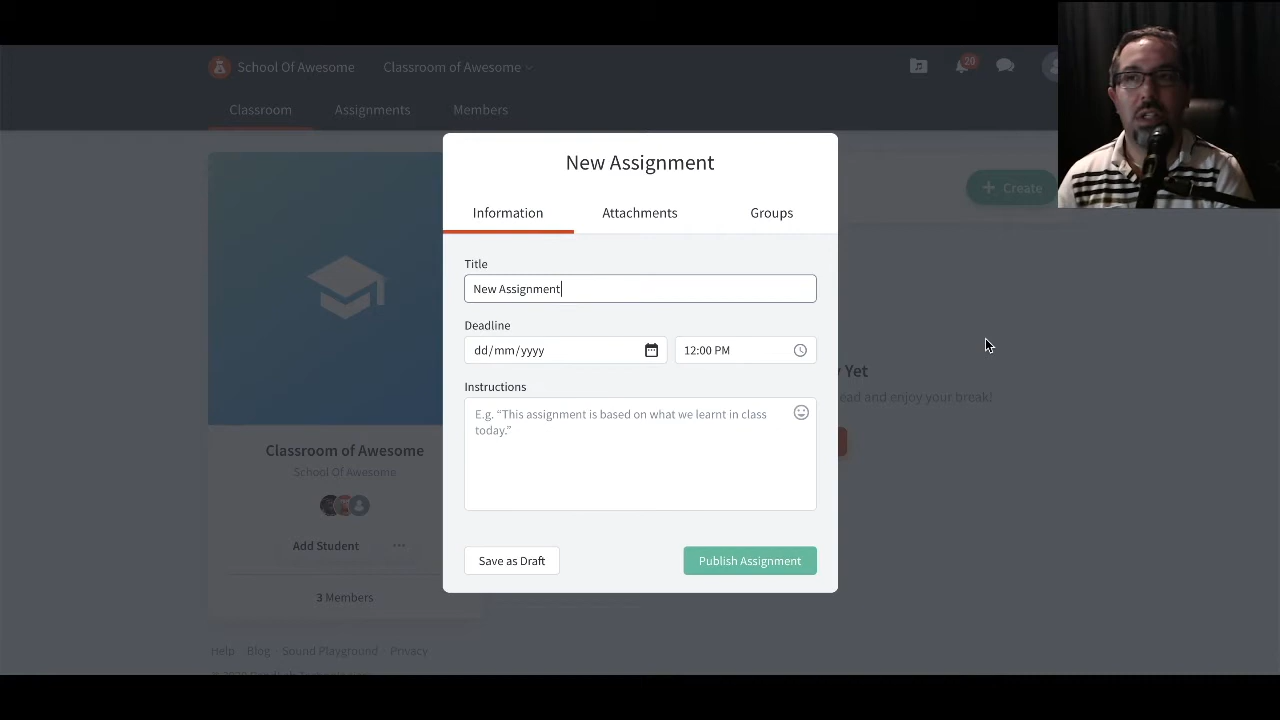 School Of Awesome
Classroom of Awesome
20
Classroom
Assignments
Members
New Assignment
Create
Information
Attachments
Groups
Title
New Assignment
Deadline
dd/mm/yyyy
12:00 PM
Yet
ead and enjoy your break!
Instructions
E.g. “This assignment is based on what we learnt in class
today.”
Classroom of Awesome
School Of Awesome
Add Student
Save as Draft
Publish Assignment
3 Members
Help · Blog · Sound Playground · Privacy